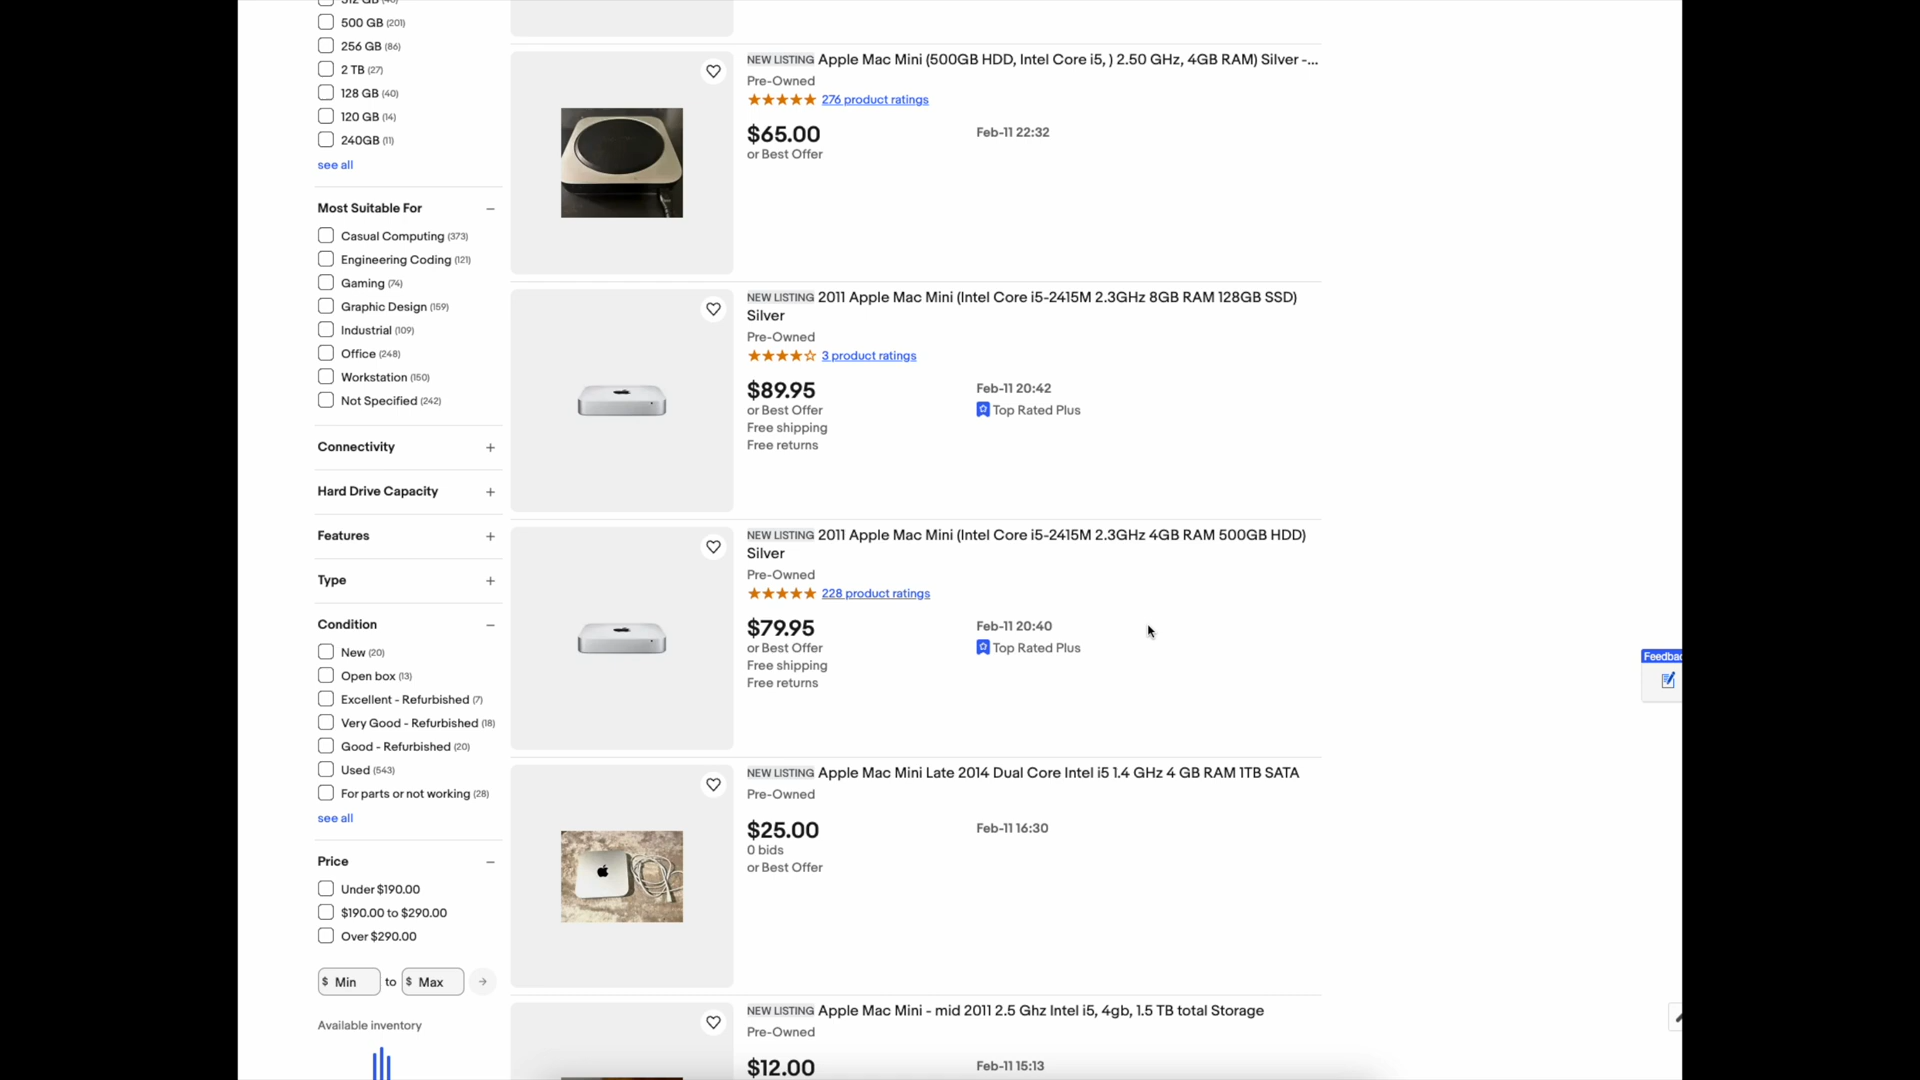 512 GB (46)
500 GB (201)
256 GB (86)
2 TB (27)
128 GB (40)
120 GB (14)
240GB (11)
see all
Most Suitable For
Casual Computing (373)
Engineering Coding (121)
Gaming (74)
Graphic Design (159)
Industrial (109)
Office (248)
Workstation (150)
Not Specified (242)
Connectivity
Hard Drive Capacity
Features
Type
Condition
New (20)
Open box (13)
Excellent - Refurbished (7)
Very Good - Refurbished (18)
Good - Refurbished (20)
Used (543)
For parts or not working (28)
see all
Price
Under $190.00
$190.00 to $290.00
Over $290.00
$ Min to $ Max
Available inventory
NEW LISTING Apple Mac Mini (500GB HDD, Intel Core i5, ) 2.50 GHz, 4GB RAM) Silver -...
Pre-Owned
276 product ratings
$65.00 Feb-11 22:32
or Best Offer
NEW LISTING 2011 Apple Mac Mini (Intel Core i5-2415M 2.3GHz 8GB RAM 128GB SSD)
Silver
Pre-Owned
3 product ratings
$89.95 Feb-11 20:42
or Best Offer Top Rated Plus
Free shipping
Free returns
NEW LISTING 2011 Apple Mac Mini (Intel Core i5-2415M 2.3GHz 4GB RAM 500GB HDD)
Silver
Pre-Owned
228 product ratings
$79.95 Feb-11 20:40
or Best Offer Top Rated Plus
Free shipping
Free returns
NEW LISTING Apple Mac Mini Late 2014 Dual Core Intel i5 1.4 GHz 4 GB RAM 1TB SATA
Pre-Owned
$25.00 Feb-11 16:30
0 bids
or Best Offer
NEW LISTING Apple Mac Mini - mid 2011 2.5 Ghz Intel i5, 4gb, 1.5 TB total Storage
Pre-Owned
$12.00 Feb-11 15:13
Feedbac